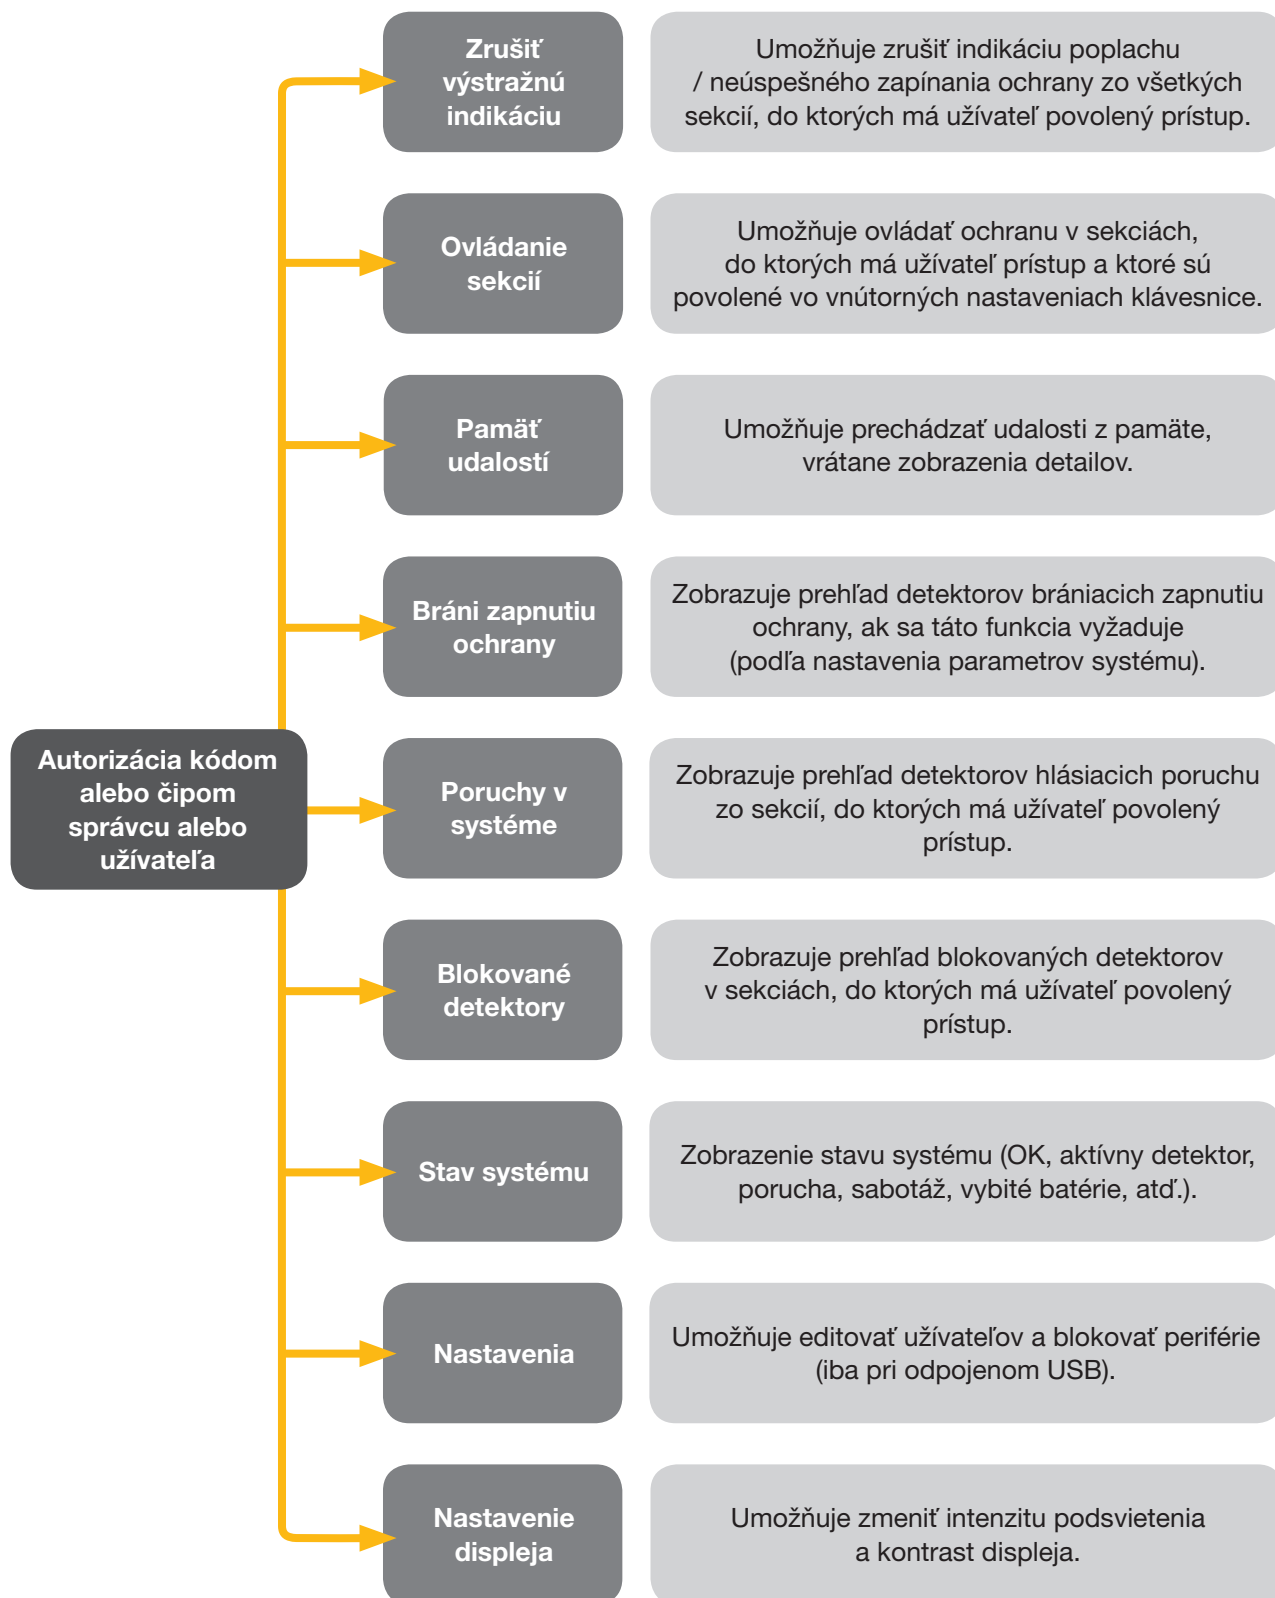 Zrušiť
výstražnú
indikáciu
Umožňuje zrušiť indikáciu poplachu
/ neúspešného zapínania ochrany zo všetkých
sekcií, do ktorých má užívateľ povolený prístup.
Ovládanie
sekcií
Umožňuje ovládať ochranu v sekciách,
do ktorých má užívateľ prístup a ktoré sú
povolené vo vnútorných nastaveniach klávesnice.
Pamäť
udalostí
Umožňuje prechádzať udalosti z pamäte,
vrátane zobrazenia detailov.
Bráni zapnutiu
ochrany
Zobrazuje prehľad detektorov brániacich zapnutiu
ochrany, ak sa táto funkcia vyžaduje
(podľa nastavenia parametrov systému).
Autorizácia kódom
alebo čipom
správcu alebo
užívateľa
Poruchy v
systéme
Zobrazuje prehľad detektorov hlásiacich poruchu
zo sekcií, do ktorých má užívateľ povolený
prístup.
Blokované
detektory
Zobrazuje prehľad blokovaných detektorov
v sekciách, do ktorých má užívateľ povolený
prístup.
Stav systému
Zobrazenie stavu systému (OK, aktívny detektor,
porucha, sabotáž, vybité batérie, atď.).
Nastavenia
Umožňuje editovať užívateľov a blokovať periférie
(iba pri odpojenom USB).
Nastavenie
displeja
Umožňuje zmeniť intenzitu podsvietenia
a kontrast displeja.